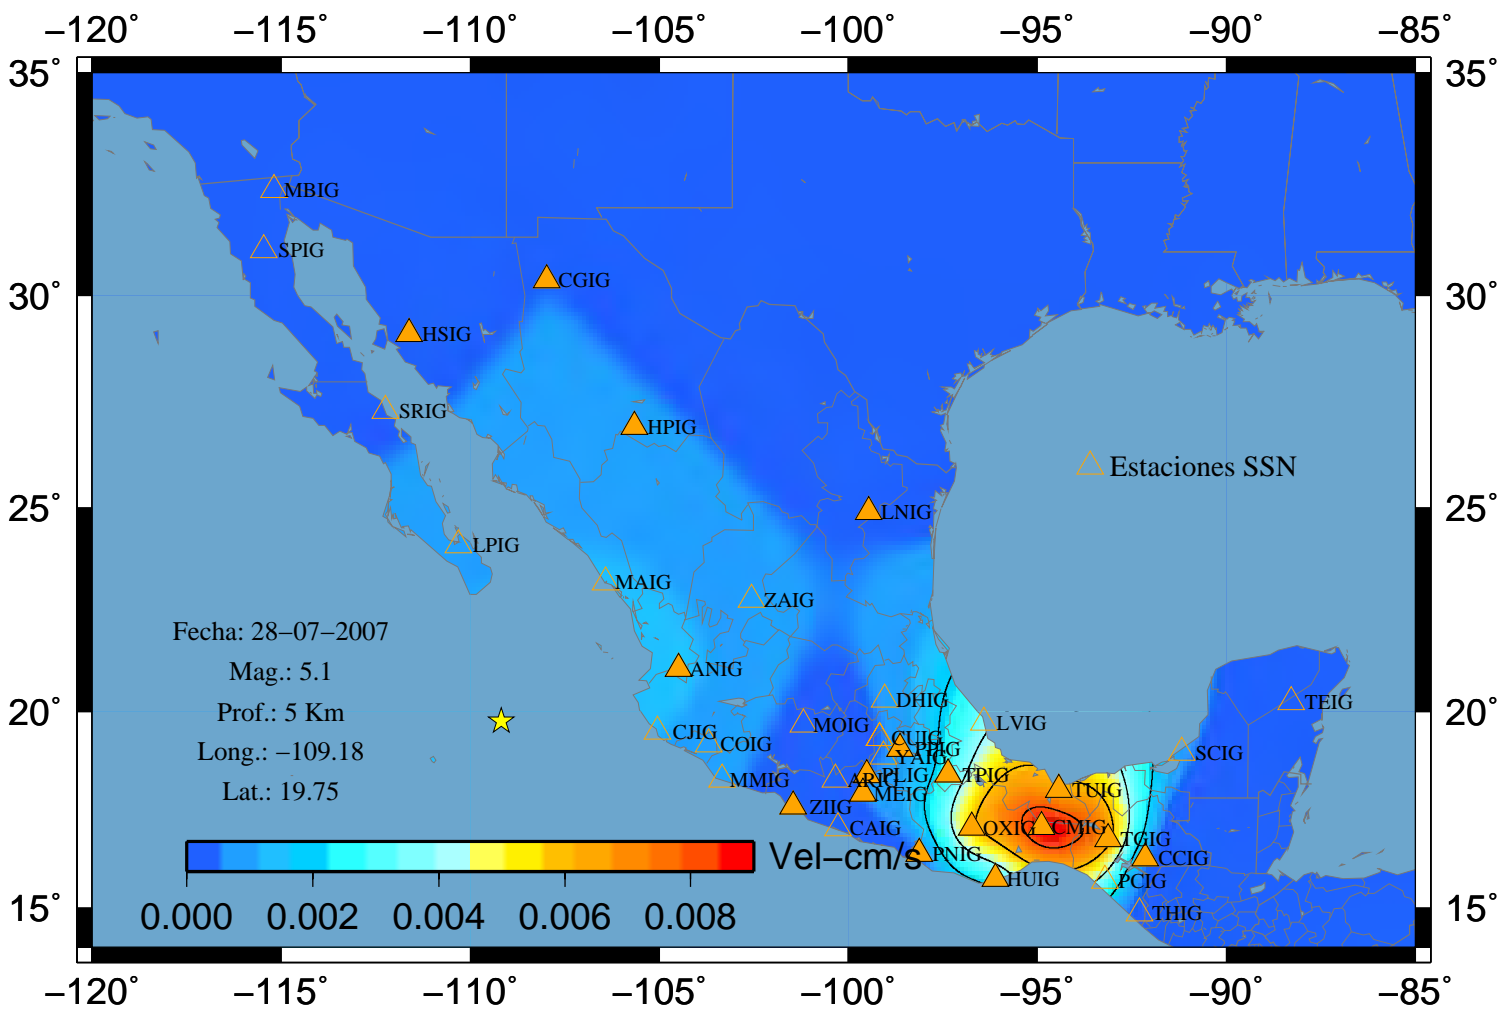 −120˚ −115˚ −110˚ −105˚ −100˚ −95˚ −90˚ −85˚
35˚ 35˚
MBIG
SPIG
CGIG
30˚ 30˚
HSIG
SRIG
HPIG
Estaciones SSN
25˚ 25˚
LNIG
LPIG
MAIG
ZAIG
Fecha: 28−07−2007
ANIG
Mag.: 5.1
DHIG
TEIG
20˚ 20˚
Prof.: 5 Km
MOIG
LVIG
CJIG
COIG
CUIG
PPIG
YAIG
SCIG
Long.: −109.18
MMIG
ARIG
PLIG
TPIG
Lat.: 19.75
MEIG
TUIG
ZIIG
CAIG
OXIG
CMIG
TGIG
Vel−cm/s
PNIG
CCIG
HUIG
PCIG
0.000 0.002 0.004 0.006 0.008
15˚ 15˚
THIG
−120˚ −115˚ −110˚ −105˚ −100˚ −95˚ −90˚ −85˚